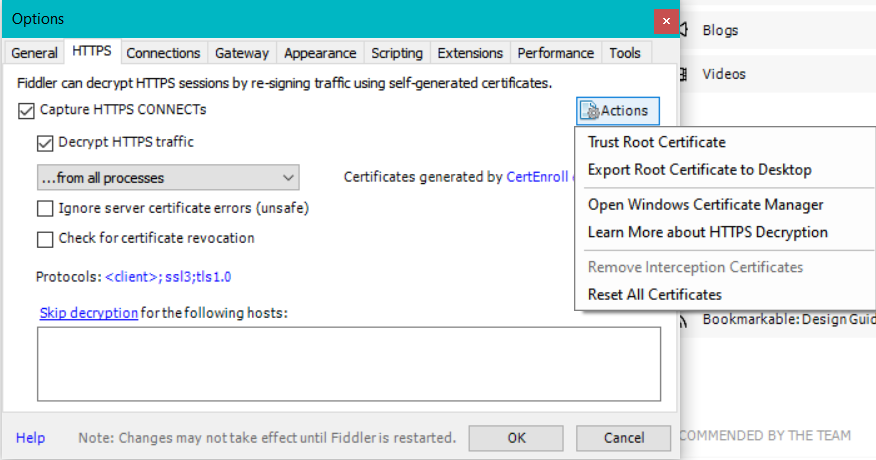 Options
General HTTPS Connections Gateway Appearance Scripting Extensions Performance Tools
Fiddler can decrypt HTTPS sessions by re-signing traffic using self-generated certificates.
Capture HTTPS CONNECTs
Actions
Decrypt HTTPS traffic
...from all processes
Certificates generated by CertEnroll
Ignore server certificate errors (unsafe)
Check for certificate revocation
Protocols: <client>; ssl3;tls1.0
Skip decryption for the following hosts:
Help
Note: Changes may not take effect until Fiddler is restarted.
OK
Cancel
Trust Root Certificate
Export Root Certificate to Desktop
Open Windows Certificate Manager
Learn More about HTTPS Decryption
Remove Interception Certificates
Reset All Certificates
Blogs
Videos
Bookmarkable: Design Guid
COMMENDED BY THE TEAM